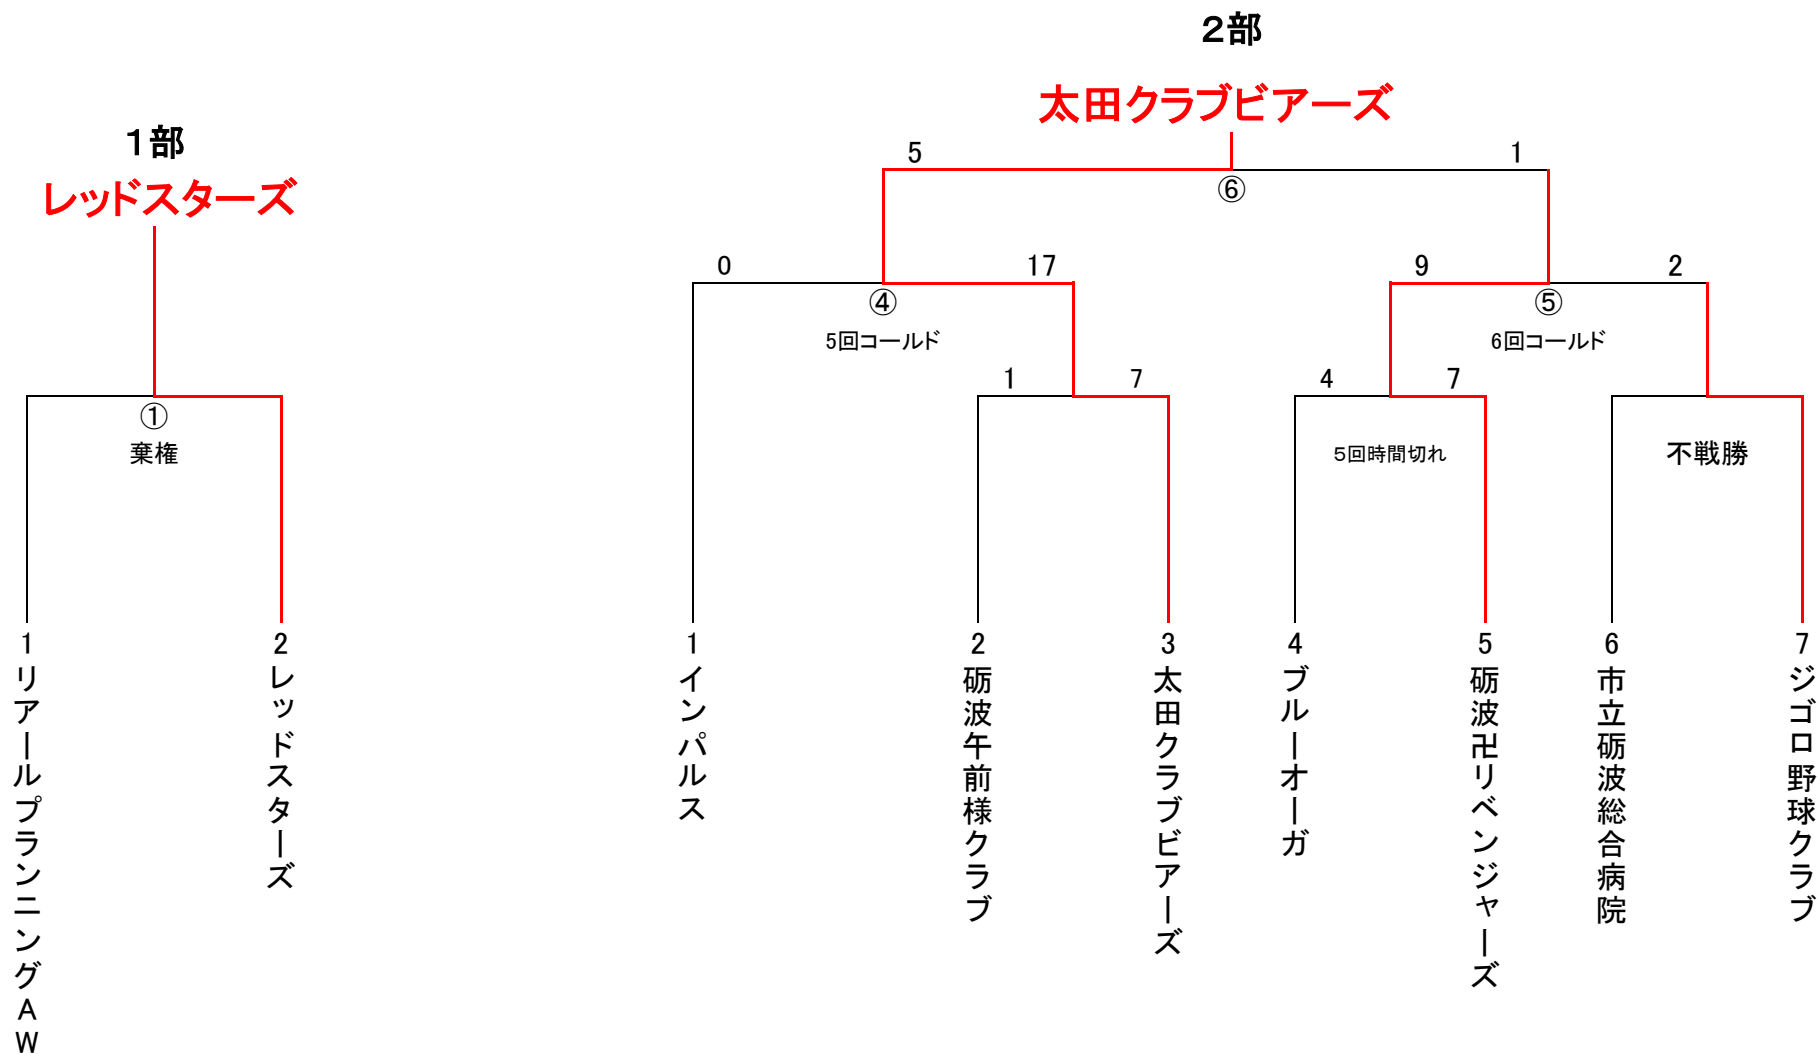 ２部
太田クラブビアーズ
１部
レッドスターズ
5
1
⑥
0
17
9
2
④
⑤
5回コールド
6回コールド
1
7
4
7
①
棄権
５回時間切れ
不戦勝
1
リアールプランニングＡＷ
2
レッドスターズ
1
インパルス
2
砺波午前様クラブ
3
太田クラブビアーズ
4
ブルーオーガ
5
砺波卍リベンジャーズ
6
市立砺波総合病院
7
ジゴロ野球クラブ